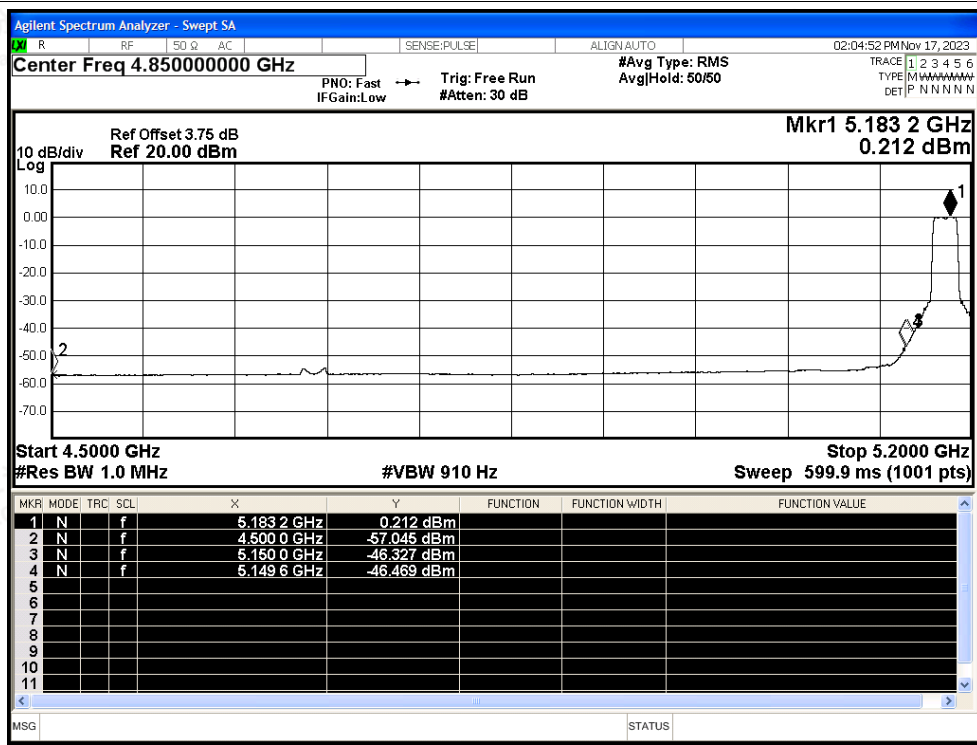 Agilent Spectrum Analyzer - Swept SA
LXI R RF 50 Ω AC SENSE:PULSE ALIGN AUTO 02:04:52 PM Nov 17, 2023
Center Freq 4.850000000 GHz
PNO: Fast
IFGain:Low
Trig: Free Run
#Atten: 30 dB
#Avg Type: RMS
Avg|Hold: 50/50
TRACE 1 2 3 4 5 6
TYPE M
DET P N N N N N
Ref Offset 3.75 dB
10 dB/div Ref 20.00 dBm
Log
Mkr1 5.183 2 GHz
0.212 dBm
10.0
0.00
-10.0
-20.0
-30.0
-40.0
-50.0
-60.0
-70.0
1
2
4
Start 4.5000 GHz Stop 5.2000 GHz
#Res BW 1.0 MHz #VBW 910 Hz Sweep 599.9 ms (1001 pts)
MKR MODE TRC SCL X Y FUNCTION FUNCTION WIDTH FUNCTION VALUE
1 N f 5.183 2 GHz 0.212 dBm
2 N f 4.500 0 GHz -57.045 dBm
3 N f 5.150 0 GHz -46.327 dBm
4 N f 5.149 6 GHz -46.469 dBm
5
6
7
8
9
10
11
MSG STATUS